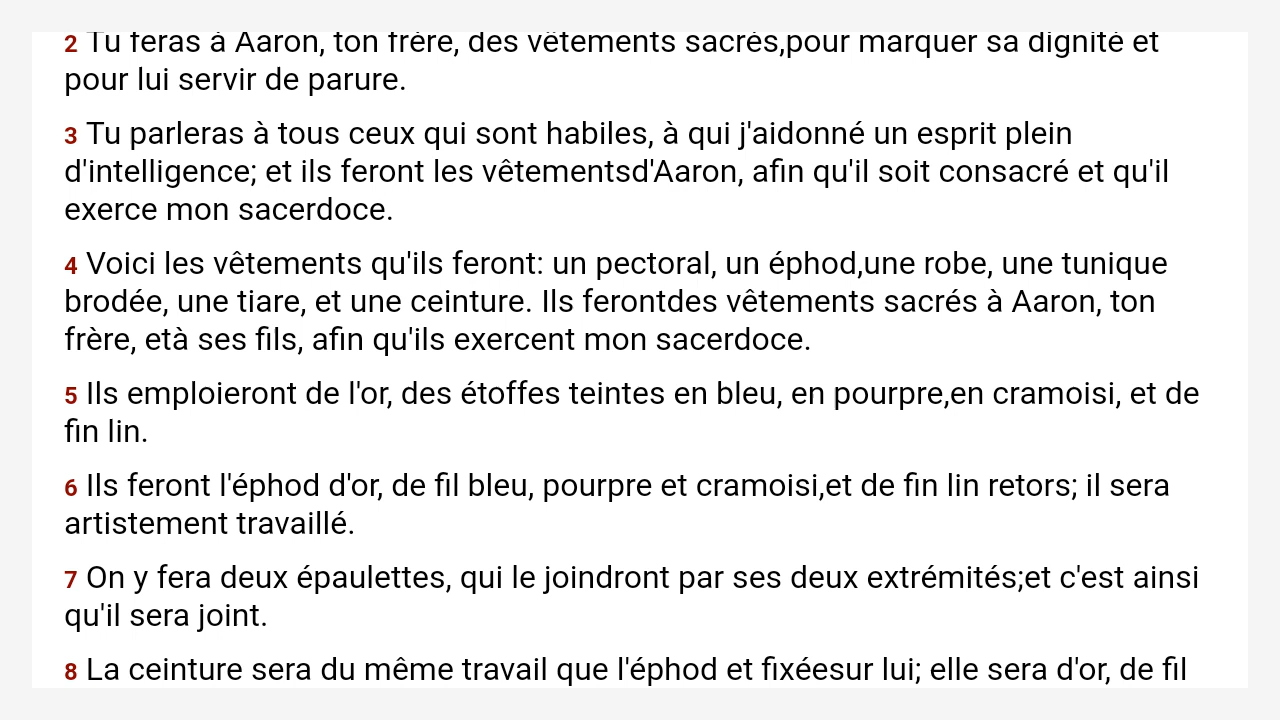 2 Tu feras à Aaron, ton frère, des vêtements sacrés,pour marquer sa dignité et
pour lui servir de parure.
3 Tu parleras à tous ceux qui sont habiles, à qui j'aidonné un esprit plein
d'intelligence; et ils feront les vêtementsd'Aaron, afin qu'il soit consacré et qu'il
exerce mon sacerdoce.
4 Voici les vêtements qu'ils feront: un pectoral, un éphod,une robe, une tunique
brodée, une tiare, et une ceinture. Ils ferontdes vêtements sacrés à Aaron, ton
frère, età ses fils, afin qu'ils exercent mon sacerdoce.
5 Ils emploieront de l'or, des étoffes teintes en bleu, en pourpre,en cramoisi, et de
fin lin.
6 Ils feront l'éphod d'or, de fil bleu, pourpre et cramoisi,et de fin lin retors; il sera
artistement travaillé.
7 On y fera deux épaulettes, qui le joindront par ses deux extrémités;et c'est ainsi
qu'il sera joint.
8 La ceinture sera du même travail que l'éphod et fixéesur lui; elle sera d'or, de fil